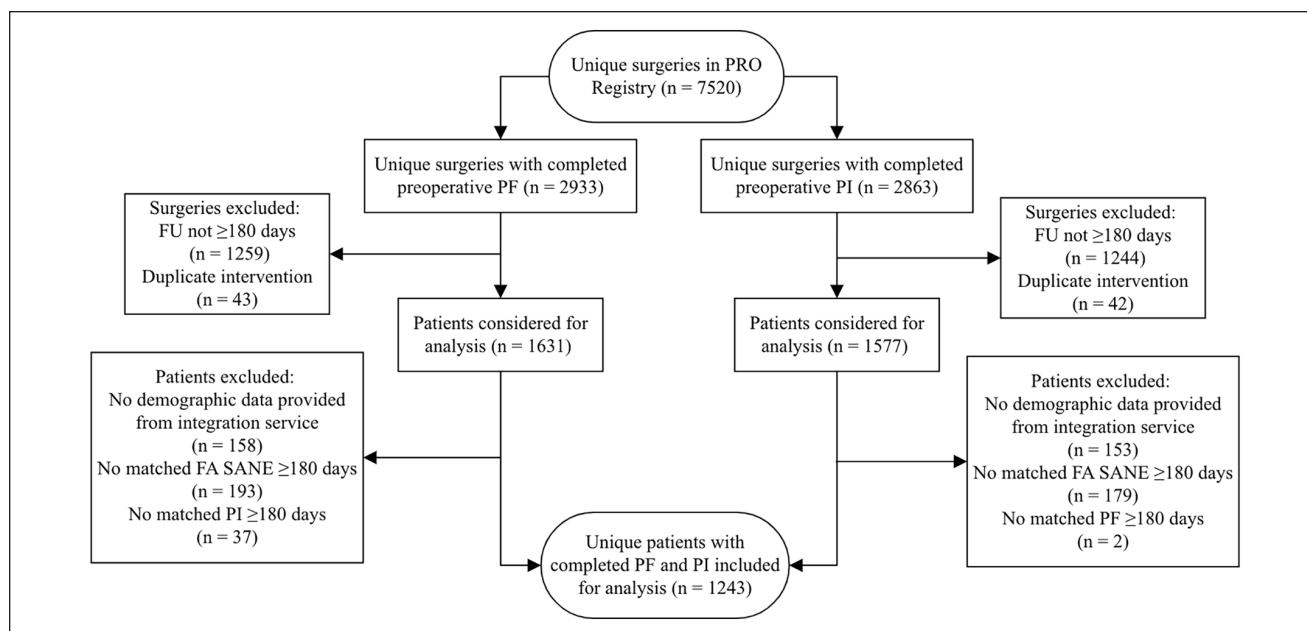 Unique surgeries in PRO
Registry (n = 7520)
Unique surgeries with completed
preoperative PF (n = 2933)
Unique surgeries with completed
preoperative PI (n = 2863)
Surgeries excluded:
FU not ≥180 days
(n = 1259)
Duplicate intervention
(n = 43)
Surgeries excluded:
FU not ≥180 days
(n = 1244)
Duplicate intervention
(n = 42)
Patients considered for
analysis (n = 1631)
Patients considered for
analysis (n = 1577)
Patients excluded:
No demographic data provided
from integration service
(n = 158)
No matched FA SANE ≥180 days
(n = 193)
No matched PI ≥180 days
(n = 37)
Patients excluded:
No demographic data provided
from integration service
(n = 153)
No matched FA SANE ≥180 days
(n = 179)
No matched PF ≥180 days
(n = 2)
Unique patients with
completed PF and PI included
for analysis (n = 1243)